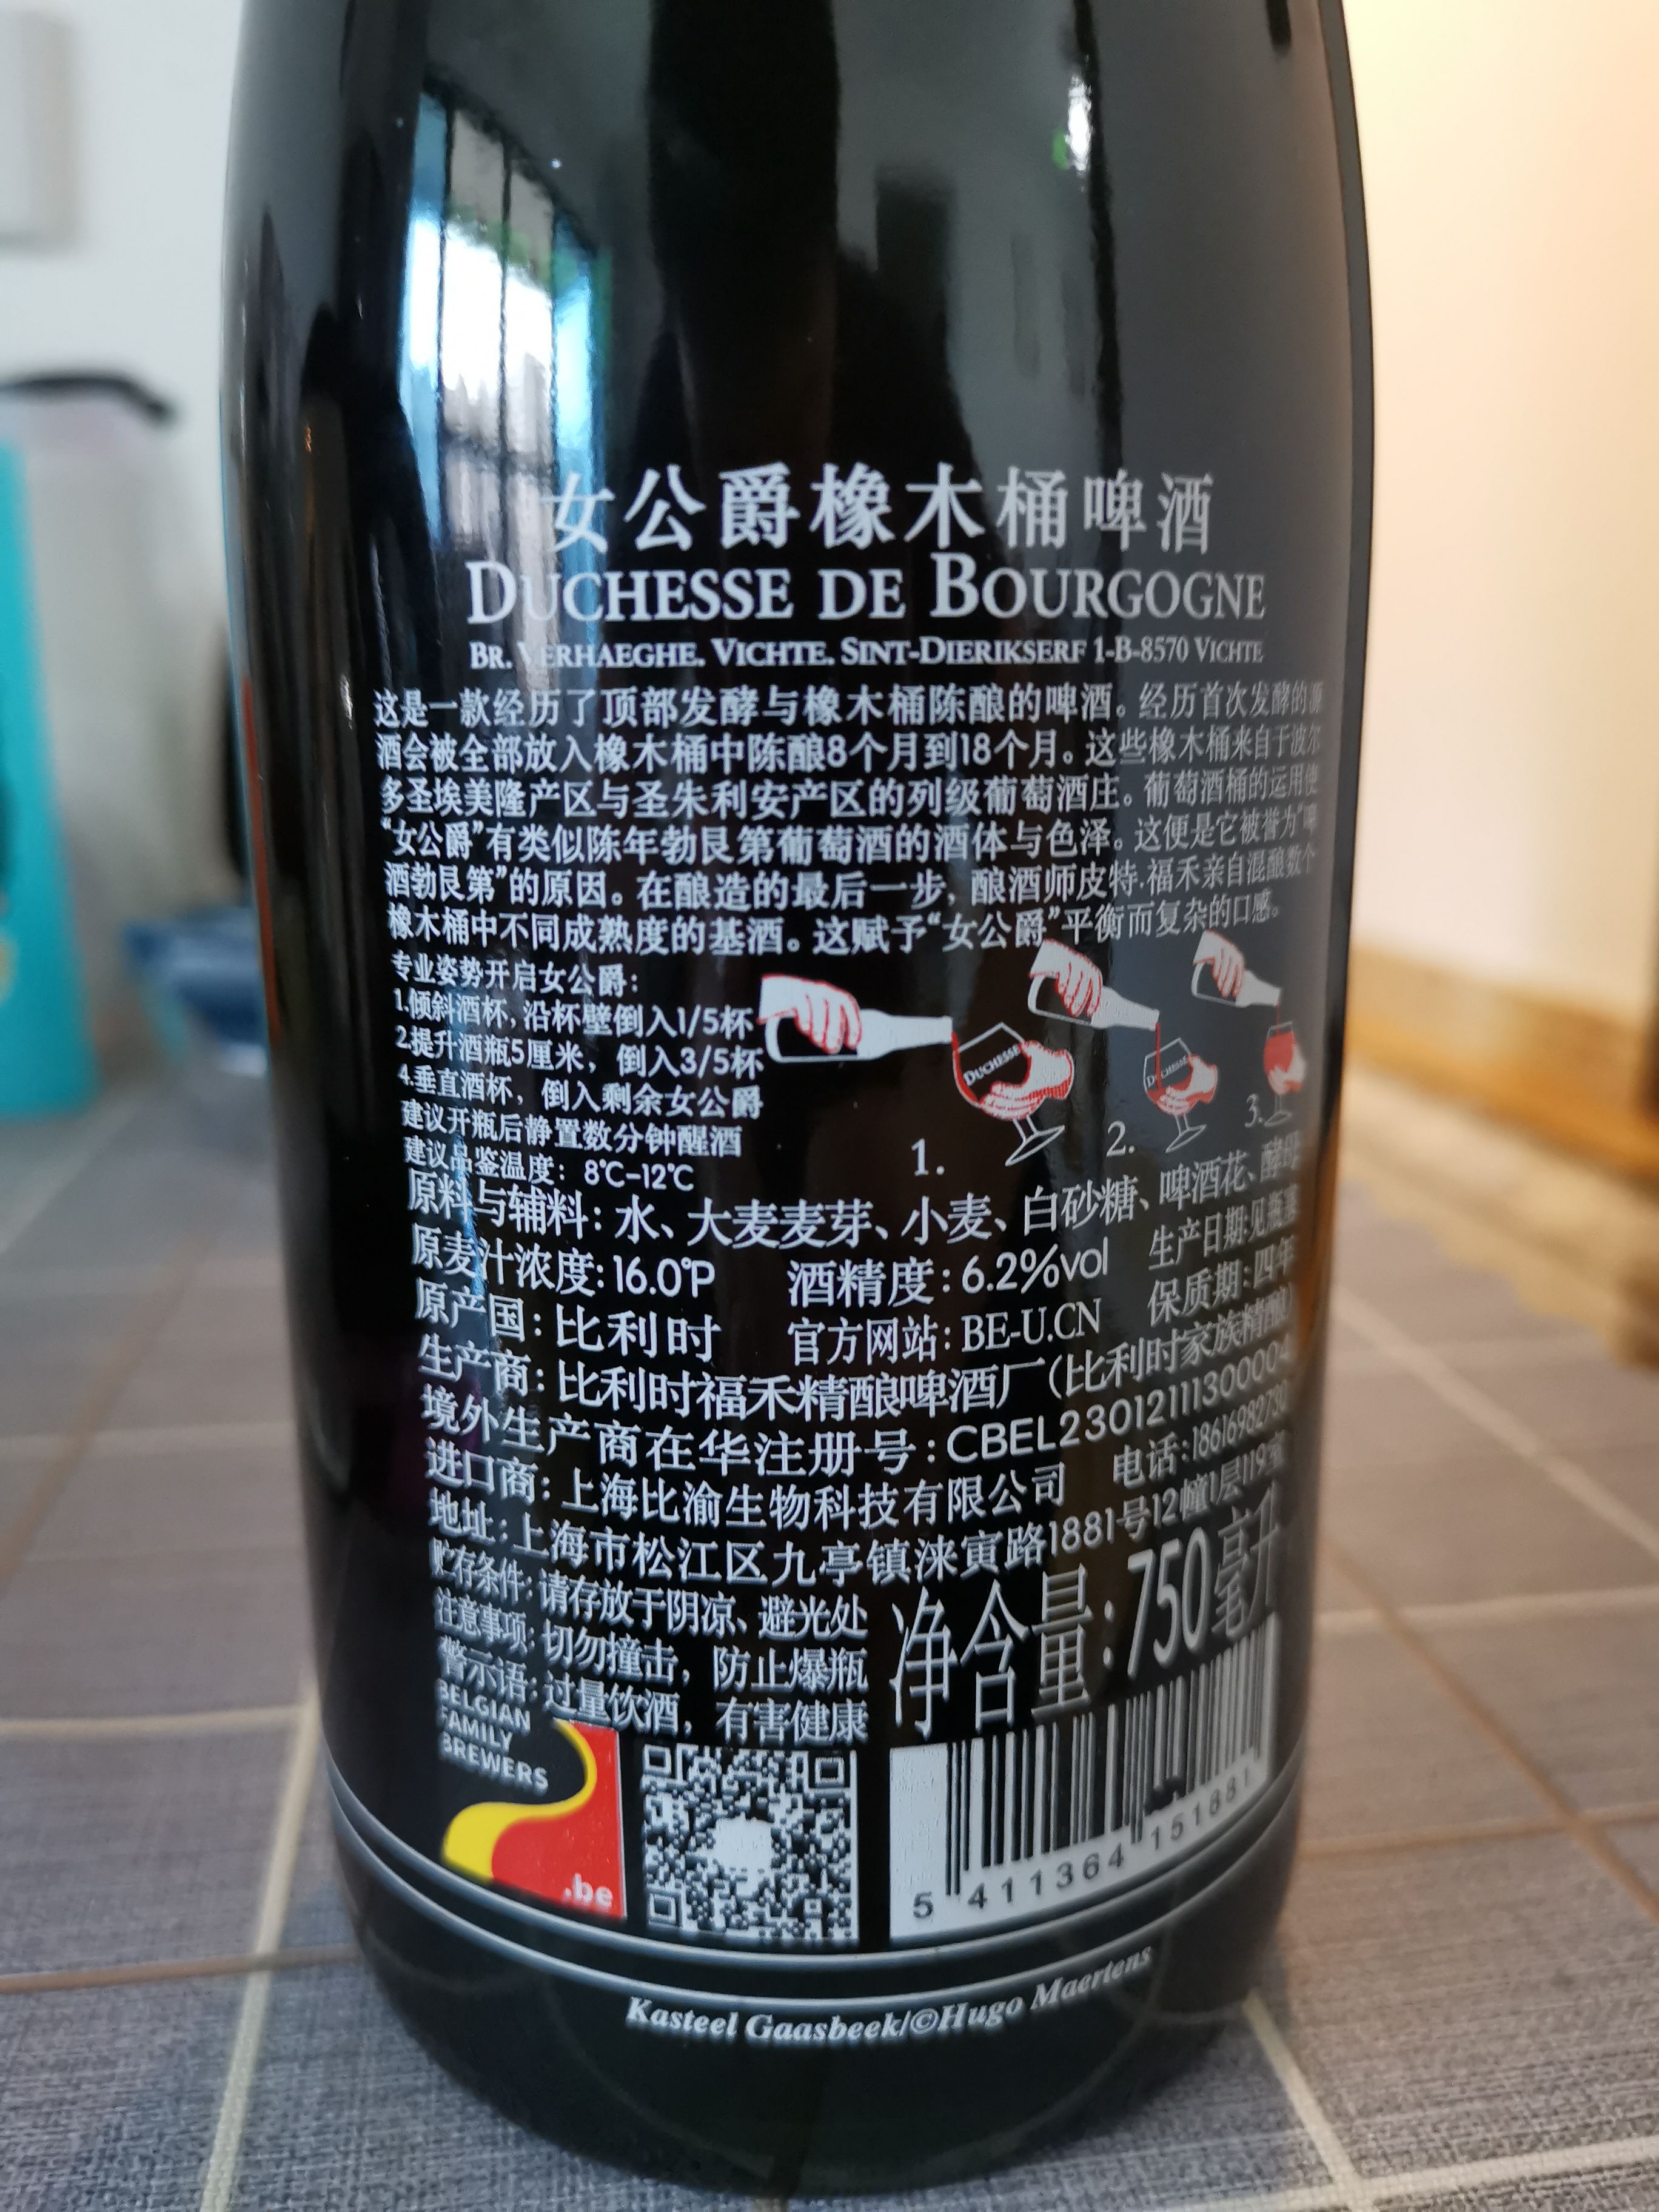 女公爵橡木桶啤酒
DUCHESSE DE BOURGOGNE
BR. VERHAEGHE. VICHTE. SINT-DIERIKSERF 1-B-8570 VICHTE
这是一款经历了顶部发酵与橡木桶陈酿的啤酒。经历首次发酵的源
酒会被全部放入橡木桶中陈酿8个月到18个月。这些橡木桶来自于波尔
多圣埃美隆产区与圣朱利安产区的列级葡萄酒庄。葡萄酒桶的运用使
“女公爵”有类似陈年勃艮第葡萄酒的酒体与色泽。这便是它被誉为“啤
酒勃艮第”的原因。在酿造的最后一步，酿酒师皮特.福禾亲自混酿数个
橡木桶中不同成熟度的基酒。这赋予“女公爵”平衡而复杂的口感。
专业姿势开启女公爵：
1.倾斜酒杯，沿杯壁倒入1/5杯
2.提升酒瓶5厘米，倒入3/5杯
4.垂直酒杯，倒入剩余女公爵
建议开瓶后静置数分钟醒酒
建议品鉴温度：8℃-12℃
DUCHESSE
DUCHESSE
1.
2.
3.
原料与辅料：水、大麦麦芽、小麦、白砂糖、啤酒花、酵母
原麦汁浓度：16.0°P 酒精度：6.2%vol 生产日期:见瓶盖
原产国：比利时 官方网站：BE-U.CN 保质期：四年
生产商：比利时福禾精酿啤酒厂（比利时家族精酿）
境外生产商在华注册号：CBEL23012111300004
进口商：上海比渝生物科技有限公司 电话：18616982730
地址：上海市松江区九亭镇涞寅路1881号12幢1层119室
贮存条件：请存放于阴凉、避光处
注意事项：切勿撞击，防止爆瓶
警示语：过量饮酒，有害健康
净含量：750毫升
BELGIAN
FAMILY
BREWERS
.be
5 411364 151881
Kasteel Gaasbeek/©Hugo Maertens